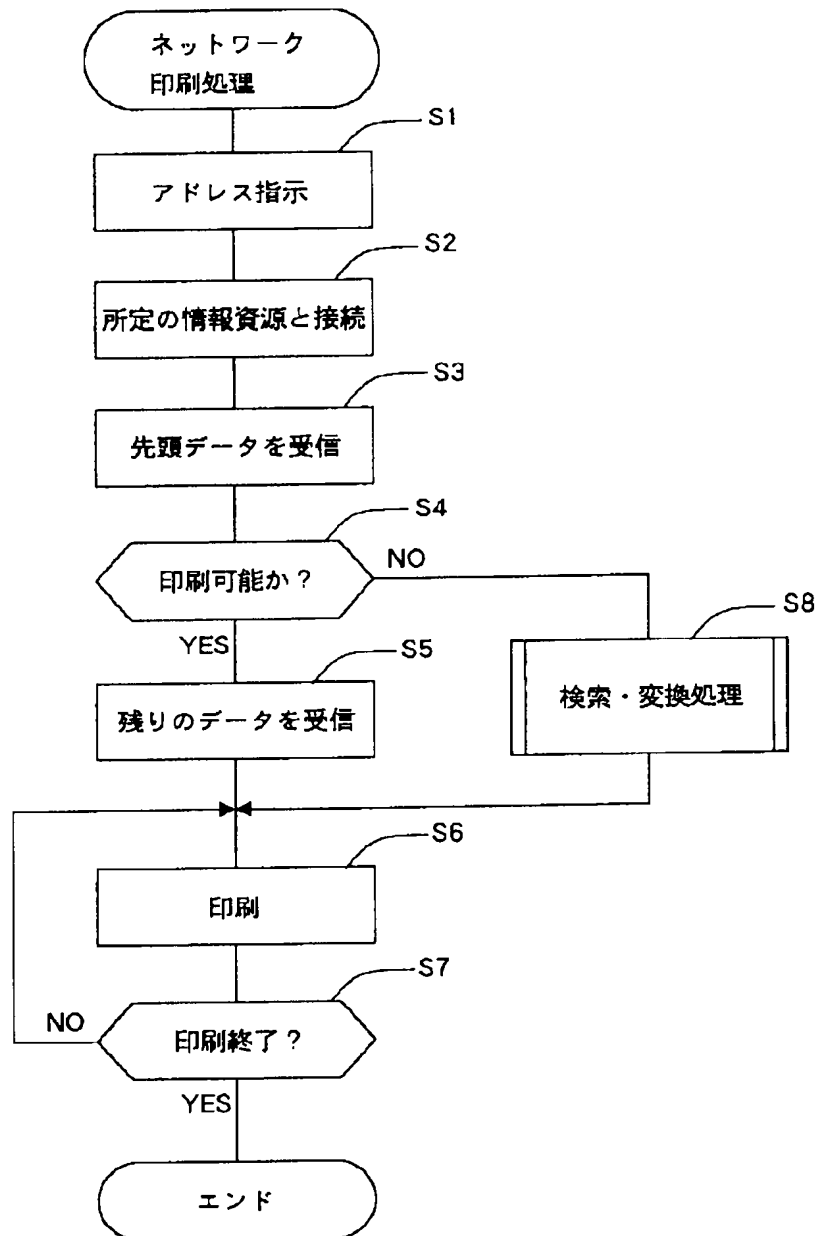 ネットワーク
印刷処理
S1
アドレス指示
S2
所定の情報資源と接続
S3
先頭データを受信
S4
印刷可能か？
NO
YES
S8
検索・変換処理
S5
残りのデータを受信
S6
印刷
S7
NO
印刷終了？
YES
エンド